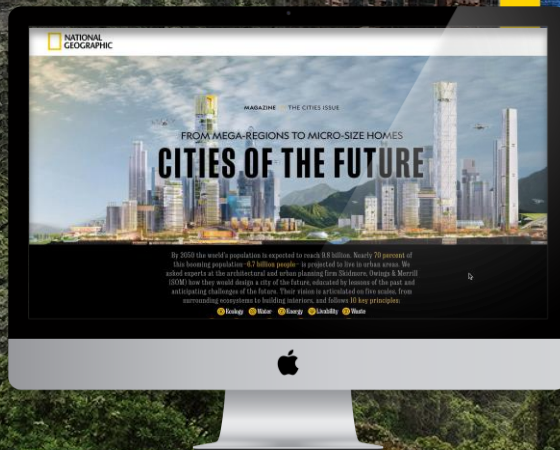 NATIONAL
GEOGRAPHIC
MAGAZINE THE CITIES ISSUE
FROM MEGA-REGIONS TO MICRO-SIZE HOMES
CITIES OF THE FUTURE
By 2050 the world's population is expected to reach 9.8 billion. Nearly 70 percent of
this booming population—6.7 billion people—is projected to live in urban areas. We
asked experts at the architectural and urban planning firm Skidmore, Owings & Merrill
(SOM) how they would design a city of the future, educated by lessons of the past and
anticipating challenges of the future. Their vision is articulated on five scales, from
surrounding ecosystems to building interiors, and follows 10 key principles:
Ecology Water Energy Livability Waste